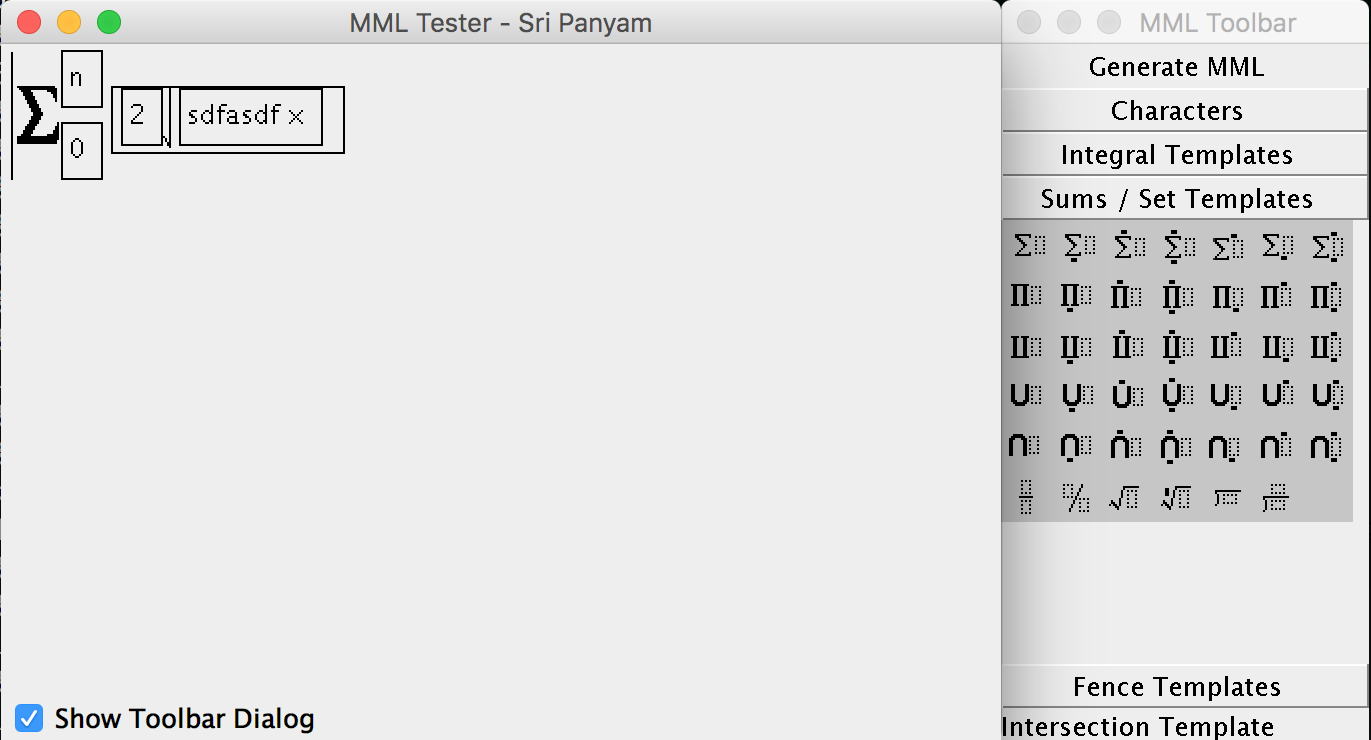 MML Tester - Sri Panyam
Σ n 0 2 sdfasdf x
Show Toolbar Dialog
MML Toolbar
Generate MML
Characters
Integral Templates
Sums / Set Templates
Fence Templates
Intersection Template